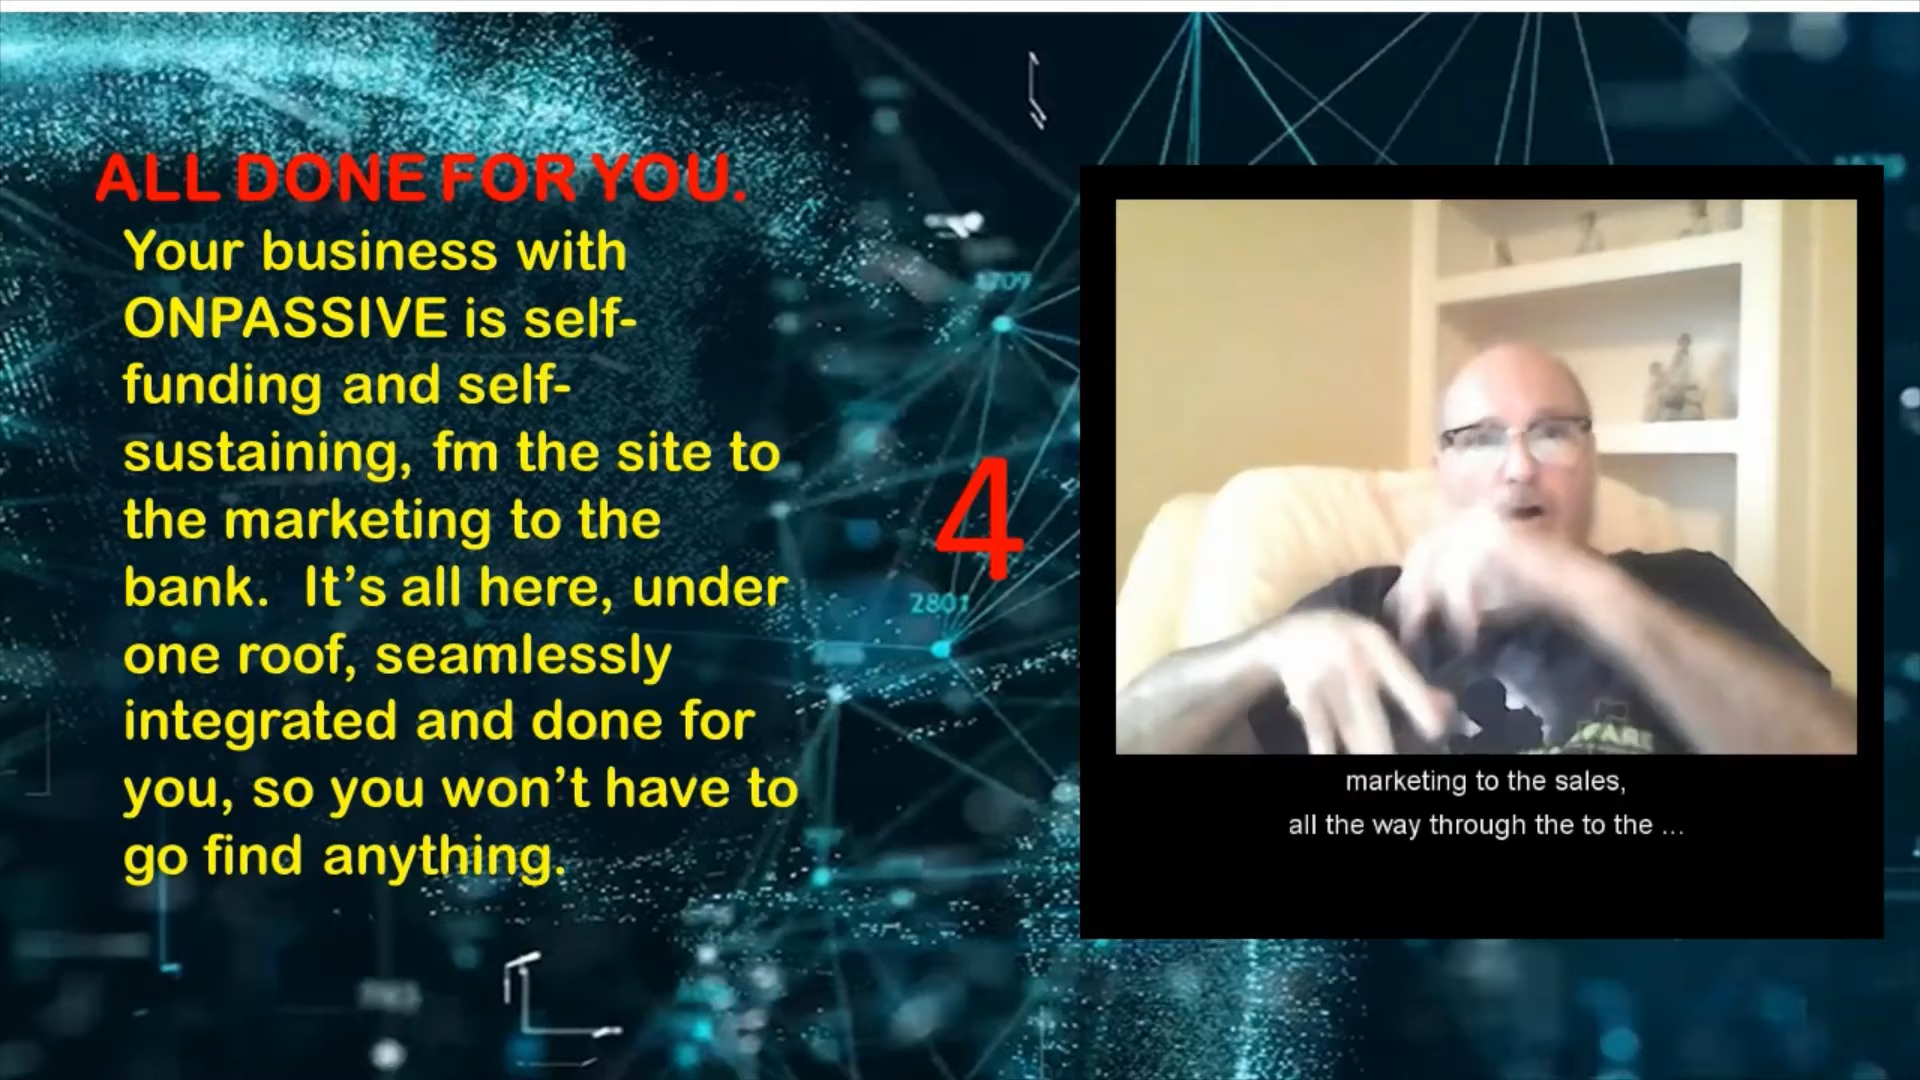 ALL DONE FOR YOU.
Your business with
ONPASSIVE is self-
funding and self-
sustaining, fm the site to
the marketing to the
bank.  It’s all here, under
one roof, seamlessly
integrated and done for
you, so you won’t have to
go find anything.
4
2801
marketing to the sales,
all the way through the to the ...